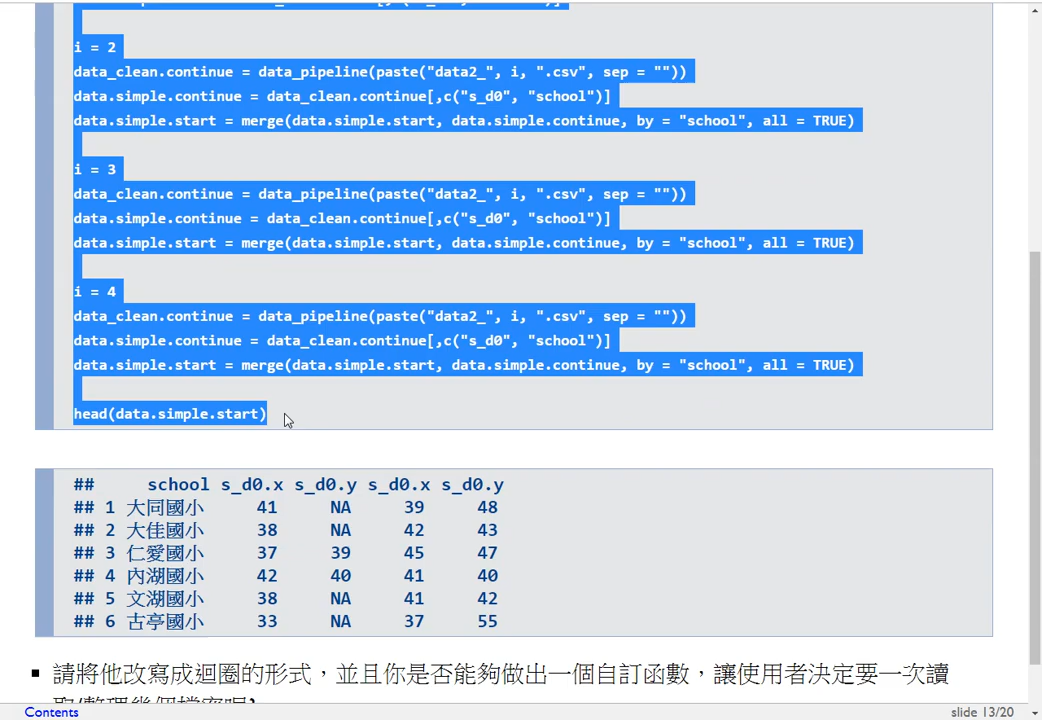 i = 2
data_clean.continue = data_pipeline(paste("data2_", i, ".csv", sep = ""))
data.simple.continue = data_clean.continue[,c("s_d0", "school")]
data.simple.start = merge(data.simple.start, data.simple.continue, by = "school", all = TRUE)
i = 3
data_clean.continue = data_pipeline(paste("data2_", i, ".csv", sep = ""))
data.simple.continue = data_clean.continue[,c("s_d0", "school")]
data.simple.start = merge(data.simple.start, data.simple.continue, by = "school", all = TRUE)
i = 4
data_clean.continue = data_pipeline(paste("data2_", i, ".csv", sep = ""))
data.simple.continue = data_clean.continue[,c("s_d0", "school")]
data.simple.start = merge(data.simple.start, data.simple.continue, by = "school", all = TRUE)
head(data.simple.start)
## school s_d0.x s_d0.y s_d0.x s_d0.y
## 1 大同國小 41 NA 39 48
## 2 大佳國小 38 NA 42 43
## 3 仁愛國小 37 39 45 47
## 4 內湖國小 42 40 41 40
## 5 文湖國小 38 NA 41 42
## 6 古亭國小 33 NA 37 55
▪ 請將他改寫成迴圈的形式，並且你是否能夠做出一個自訂函數，讓使用者決定要一次讀
Contents
slide 13/20